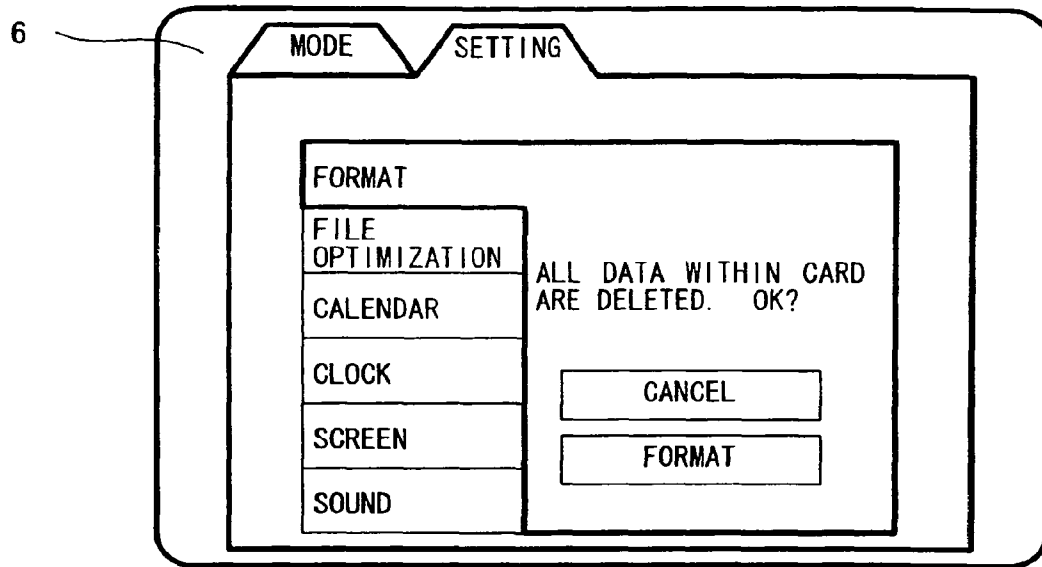 6
MODE
SETTING
FORMAT
FILE
OPTIMIZATION
CALENDAR
CLOCK
SCREEN
SOUND
ALL DATA WITHIN CARD
ARE DELETED. OK?
CANCEL
FORMAT